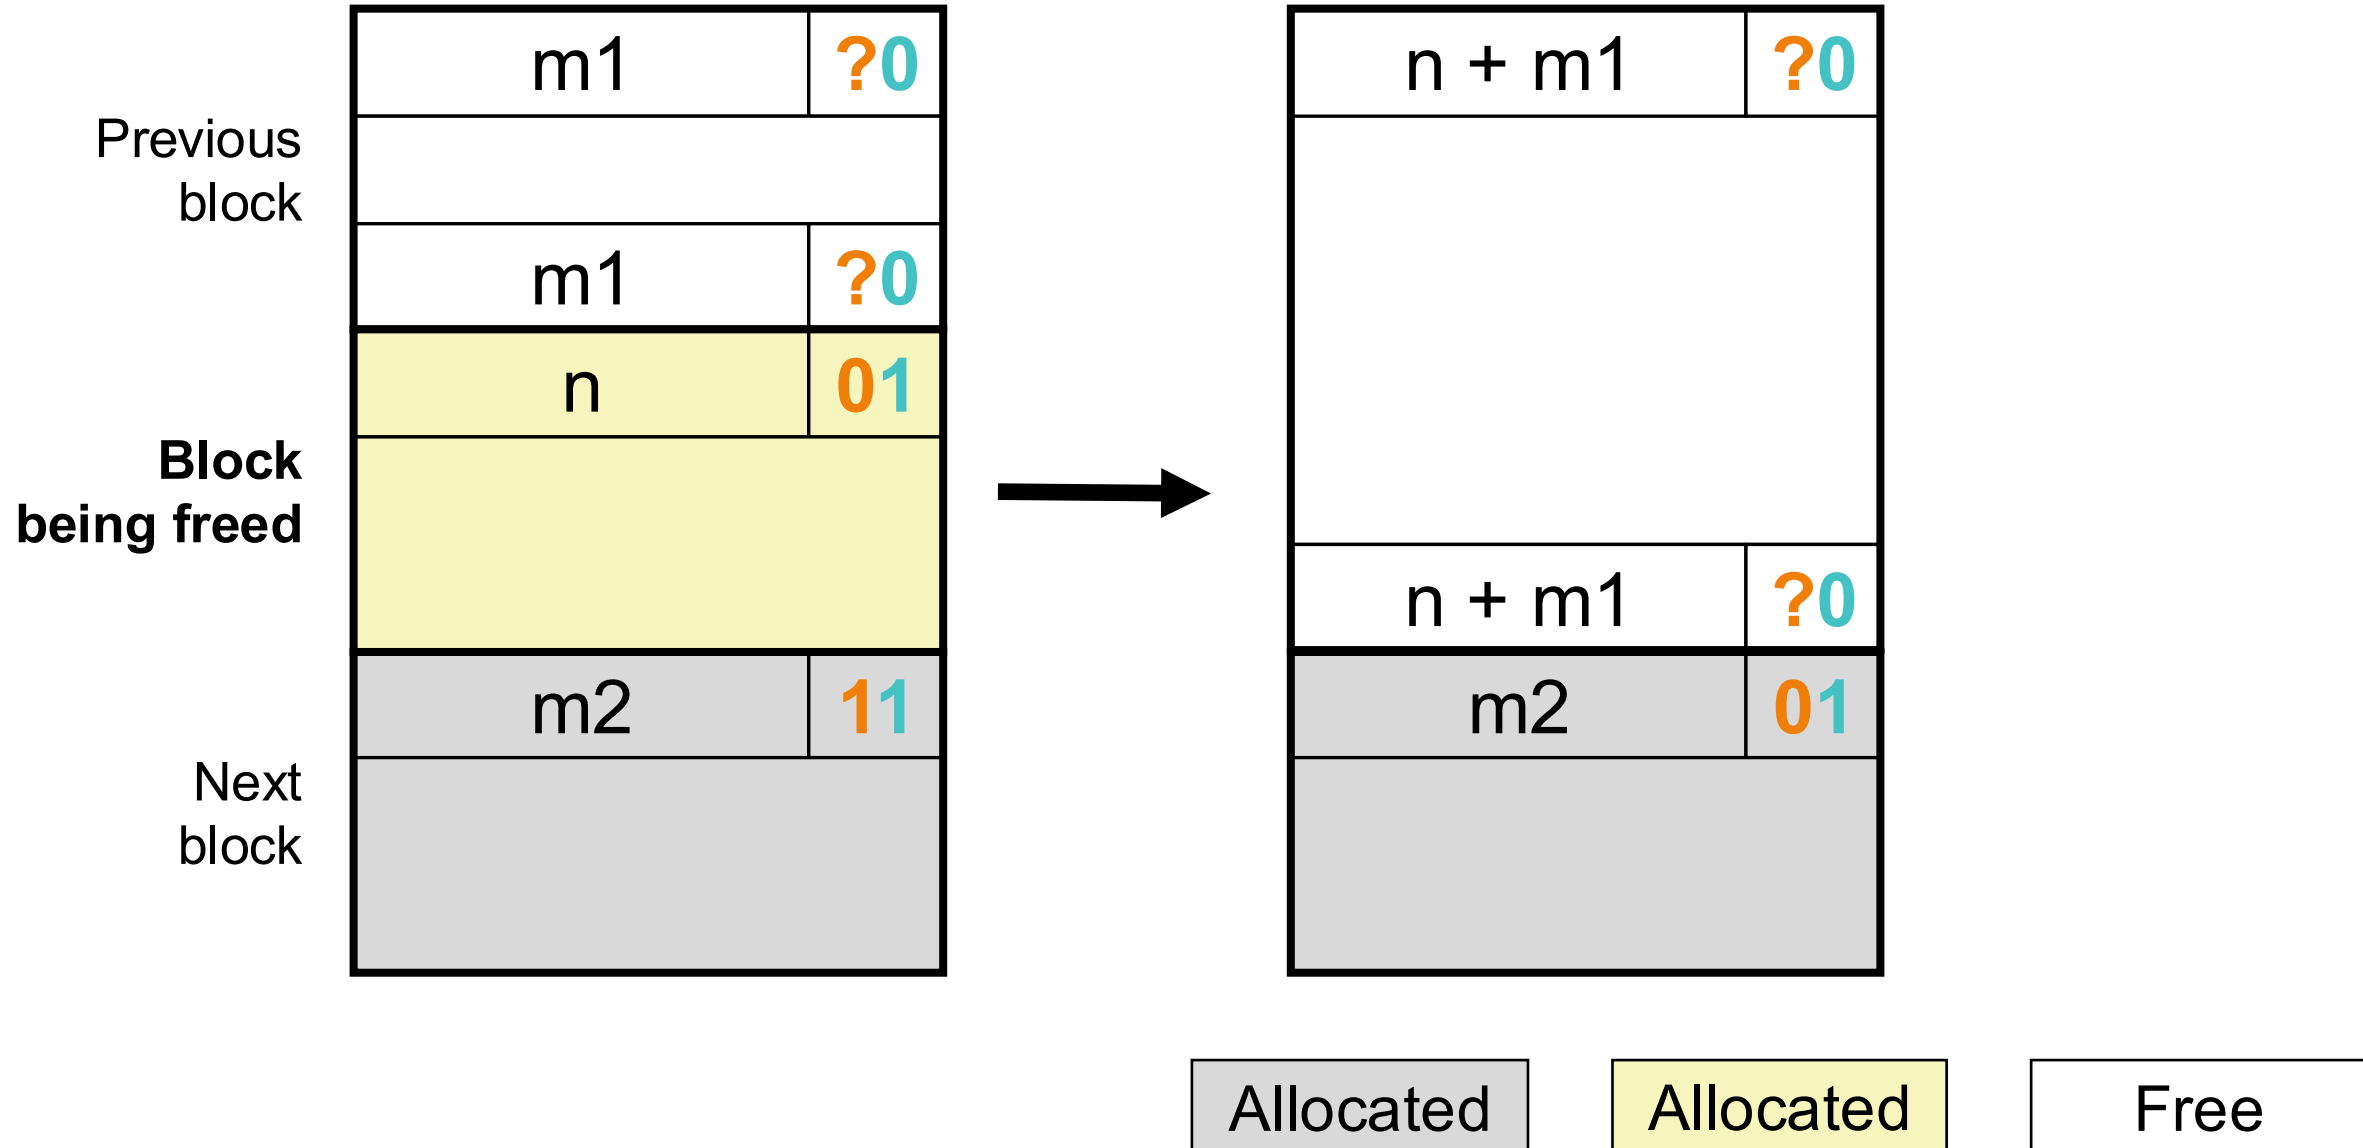 m1 ?0
Previous
block
m1 ?0
n 01
Block
being freed
m2 11
Next
block
n + m1 ?0
n + m1 ?0
m2 01
Allocated Allocated Free